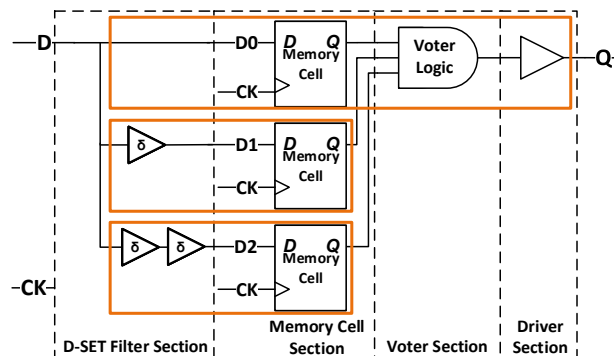 D D0 D Q Voter Q
Memory Logic
CK Cell
δ D1 D Q
Memory
CK Cell
δ δ D2 D Q
Memory
CK CK Cell
D-SET Filter Section Memory Cell Section Voter Section Driver Section